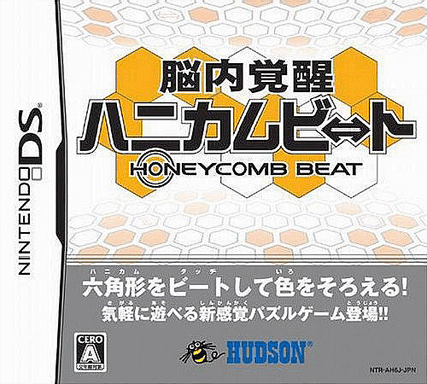 NINTENDO DS
脳内覚醒
ハニカムビ⇔ト
HONEYCOMB BEAT
ハニカム タッチ いろ
六角形をビートして色をそろえる!
きがる あそ しんかんかく とうじょう
気軽に遊べる新感覚パズルゲーム登場!!
CERO
A
HUDSON®
NTR-AH6J-JPN